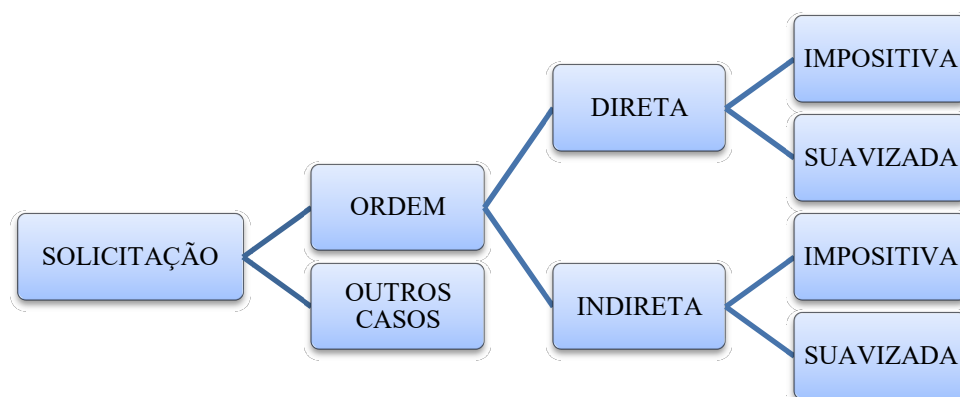 SOLICITAÇÃO
ORDEM
OUTROS
CASOS
DIRETA
INDIRETA
IMPOSITIVA
SUAVIZADA
IMPOSITIVA
SUAVIZADA